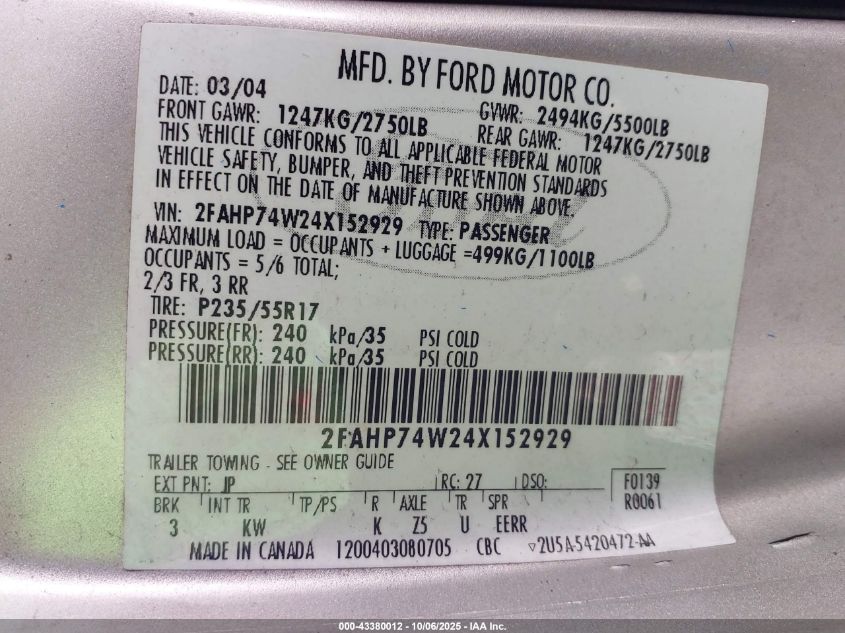 MFD. BY FORD MOTOR CO.
DATE: 03/04 GVWR: 2494KG/5500LB
FRONT GAWR: 1247KG/2750LB REAR GAWR: 1247KG/2750LB
THIS VEHICLE CONFORMS TO ALL APPLICABLE FEDERAL MOTOR
VEHICLE SAFETY, BUMPER, AND THEFT PREVENTION STANDARDS
IN EFFECT ON THE DATE OF MANUFACTURE SHOWN ABOVE.
VIN: 2FAHP74W24X152929 TYPE: PASSENGER
MAXIMUM LOAD = OCCUPANTS + LUGGAGE =499KG/1100LB
OCCUPANTS = 5/6 TOTAL;
2/3 FR, 3 RR
TIRE: P235/55R17
PRESSURE(FR): 240 kPa/35 PSI COLD
PRESSURE(RR): 240 kPa/35 PSI COLD
2FAHP74W24X152929
TRAILER TOWING - SEE OWNER GUIDE
EXT PNT: JP RC: 27 DSO: F0139
BRK INT TR TP/PS R AXLE TR SPR R0061
3 KW K Z5 U EERR
MADE IN CANADA 1200403080705 CBC ▽2U5A-5420472-AA
000-43380012 - 10/06/2025 - IAA Inc.